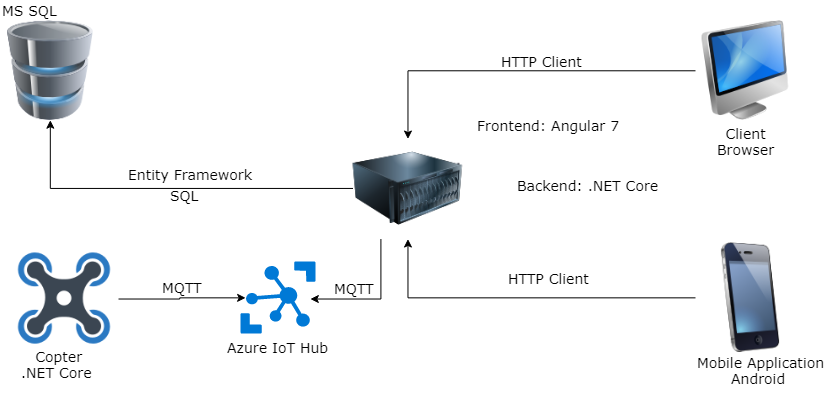 MS SQL
HTTP Client
Frontend: Angular 7
Client
Browser
Entity Framework
SQL
Backend: .NET Core
MQTT
MQTT
HTTP Client
Azure IoT Hub
Copter
.NET Core
Mobile Application
Android